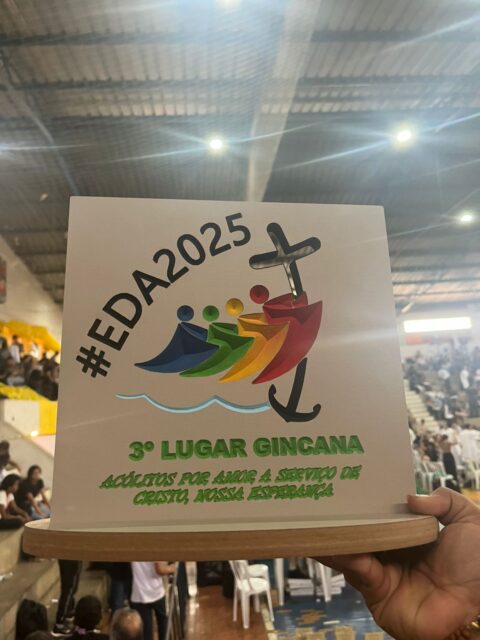 #EDA2025
3º LUGAR GINCANA
ACÓLITOS POR AMOR A SERVIÇO DE
CRISTO, NOSSA ESPERANÇA